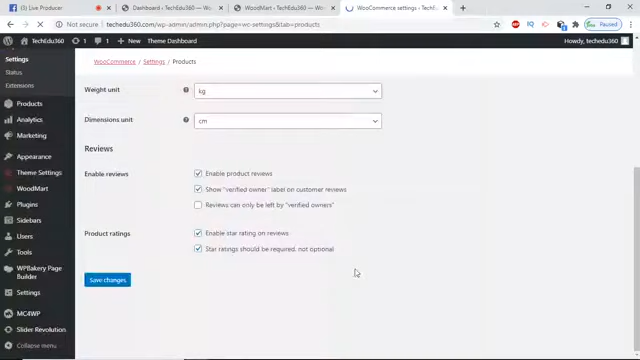 Live Producer
Dashboard ‹ TechEdu360 — Wo
WoodMart ‹ TechEdu360 — Wo
WooCommerce settings ‹ TechEdu
Not secured | techedu360.com/wp-admin/admin.php?page=wc-settings&tab=products
Paused
TechEdu360
0
New
Theme Dashboard
Howdy, techedu360
Settings
Status
Extensions
Products
Analytics
Marketing
Appearance
Theme Settings
WoodMart
Plugins
Sidebars
Users
Tools
WPBakery Page
Builder
Settings
MC4WP
Slider Revolution
Collapse menu
WooCommerce / Settings / Products
Weight unit
kg
Dimensions unit
cm
Reviews
Enable reviews
Enable product reviews
Show "verified owner" label on customer reviews
Reviews can only be left by "verified owners"
Product ratings
Enable star rating on reviews
Star ratings should be required, not optional
Save changes